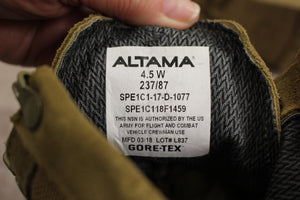 ALTAMA
4.5 W
237/87
SPE1C1-17-D-1077
SPE1C118F1459
THIS NSN IS AUTHORIZED BY THE US
ARMY FOR FLIGHT AND COMBAT
VEHICLE CREWMAN USE
MFD 03-18 LOT# L837
GORE-TEX